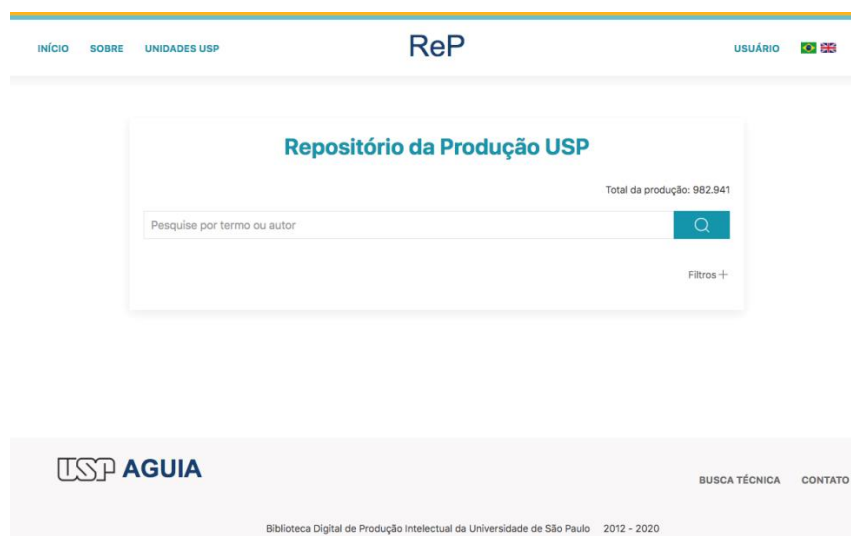 INÍCIO SOBRE UNIDADES USP ReP USUÁRIO
Repositório da Produção USP
Total da produção: 982.941
Pesquise por termo ou autor
Filtros +
USP AGUIA
BUSCA TÉCNICA CONTATO
Biblioteca Digital de Produção Intelectual da Universidade de São Paulo 2012 - 2020